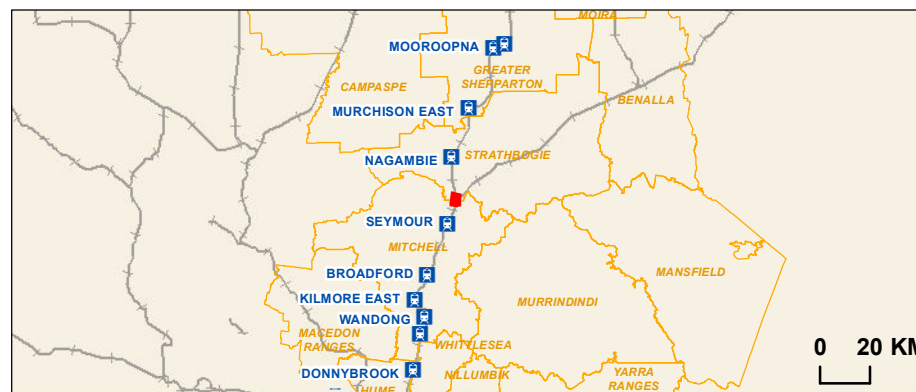 MOIRA
MOOROOPNA
GREATER
SHEPPARTON
CAMPASPE
BENALLA
MURCHISON EAST
STRATHBOGIE
NAGAMBIE
SEYMOUR
MITCHELL
BROADFORD
MANSFIELD
KILMORE EAST
MURRINDINDI
WANDONG
MACEDON
RANGES
WHITTLESEA
0 20 KM
DONNYBROOK
NILLUMBIK
YARRA
RANGES
HUME